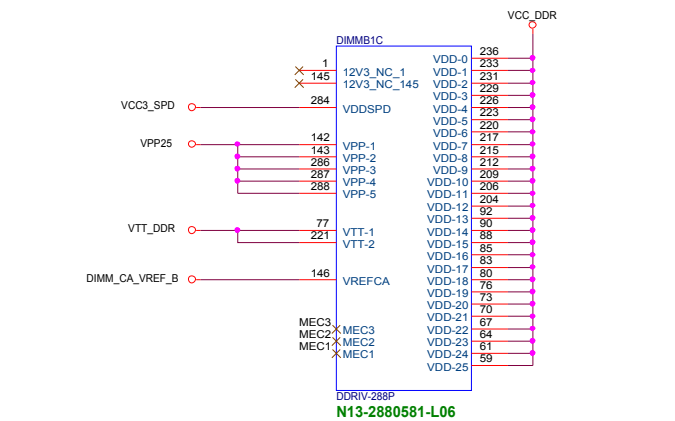 VCC_DDR
DIMMB1C
1 12V3_NC_1
145 12V3_NC_145
VCC3_SPD 284 VDDSPD
VPP25 142 VPP-1
143 VPP-2
286 VPP-3
287 VPP-4
288 VPP-5
VTT_DDR 77 VTT-1
221 VTT-2
DIMM_CA_VREF_B 146 VREFCA
MEC3 MEC3
MEC2 MEC2
MEC1 MEC1
VDD-0 236
VDD-1 233
VDD-2 231
VDD-3 229
VDD-4 226
VDD-5 223
VDD-6 220
VDD-7 217
VDD-8 215
VDD-9 212
VDD-10 209
VDD-11 206
VDD-12 204
VDD-13 92
VDD-14 90
VDD-15 88
VDD-16 85
VDD-17 83
VDD-18 80
VDD-19 76
VDD-20 73
VDD-21 70
VDD-22 67
VDD-23 64
VDD-24 61
VDD-25 59
DDRIV-288P
N13-2880581-L06